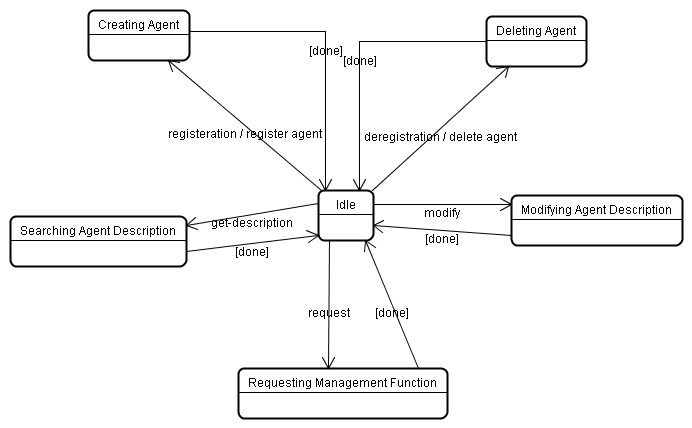 Creating Agent
Deleting Agent
[done]
[done]
registeration / register agent
deregistration / delete agent
Idle
Modifying Agent Description
modify
get-description
Searching Agent Description
[done]
[done]
request
[done]
Requesting Management Function